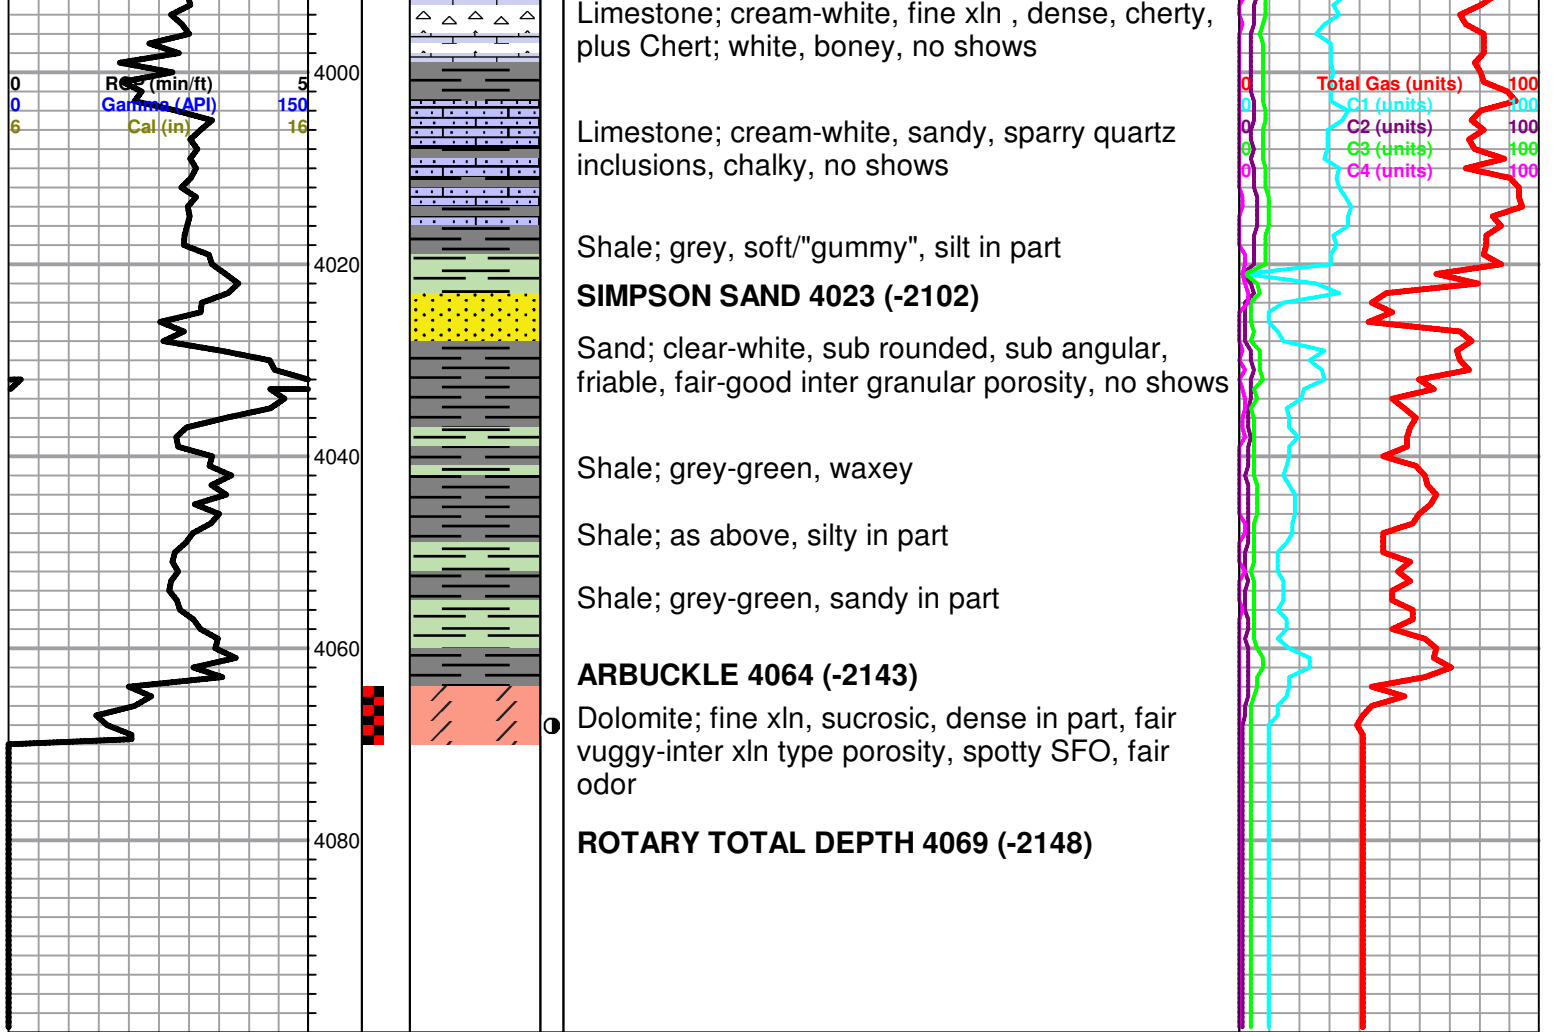 Limestone; cream-white, fine xln , dense, cherty,
plus Chert; white, boney, no shows
4000
0 ROP (min/ft) 5
0 Gamma (API) 150
6 Cal (in) 16
0 Total Gas (units) 100
0 C1 (units) 100
0 C2 (units) 100
0 C3 (units) 100
0 C4 (units) 100
Limestone; cream-white, sandy, sparry quartz
inclusions, chalky, no shows
Shale; grey, soft/"gummy", silt in part
4020
SIMPSON SAND 4023 (-2102)
Sand; clear-white, sub rounded, sub angular,
friable, fair-good inter granular porosity, no shows
4040
Shale; grey-green, waxey
Shale; as above, silty in part
Shale; grey-green, sandy in part
4060
ARBUCKLE 4064 (-2143)
Dolomite; fine xln, sucrosic, dense in part, fair
vuggy-inter xln type porosity, spotty SFO, fair
odor
4080
ROTARY TOTAL DEPTH 4069 (-2148)